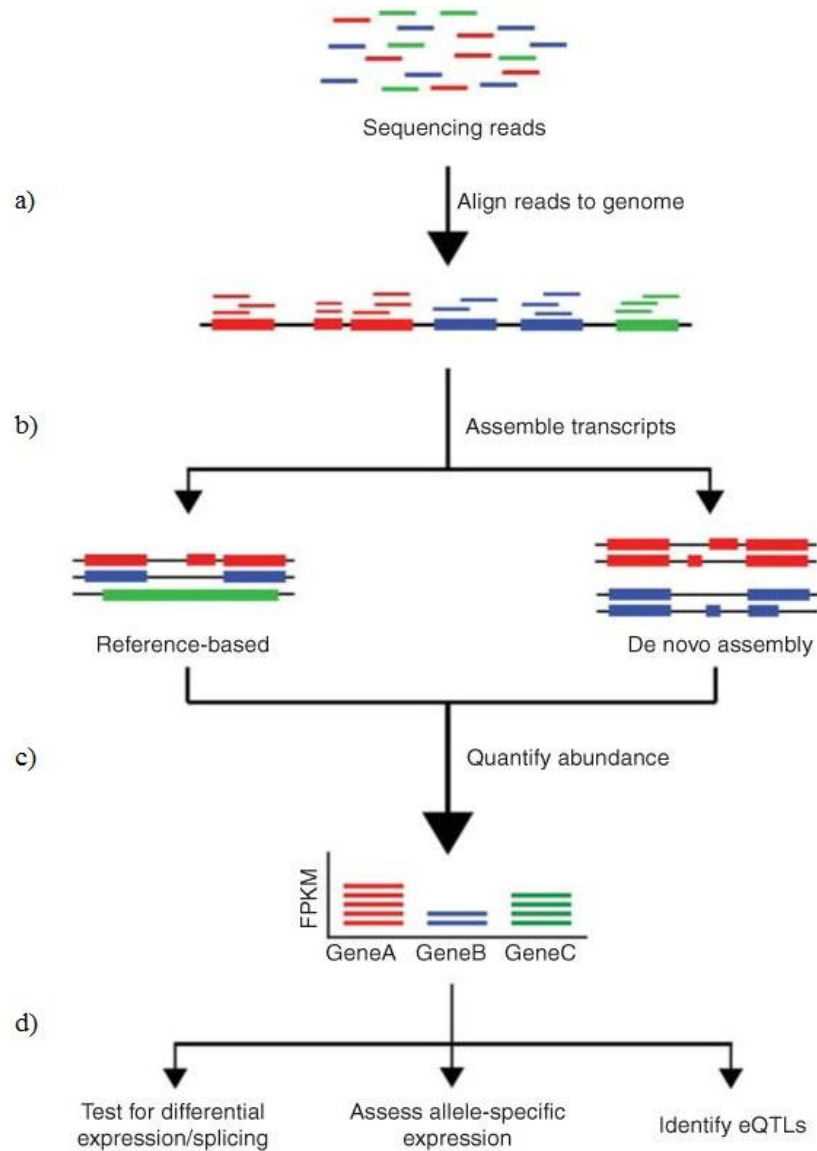 Sequencing reads
a)
Align reads to genome
b)
Assemble transcripts
Reference-based
De novo assembly
c)
Quantify abundance
FPKM
GeneA GeneB GeneC
d)
Test for differential
expression/splicing
Assess allele-specific
expression
Identify eQTLs